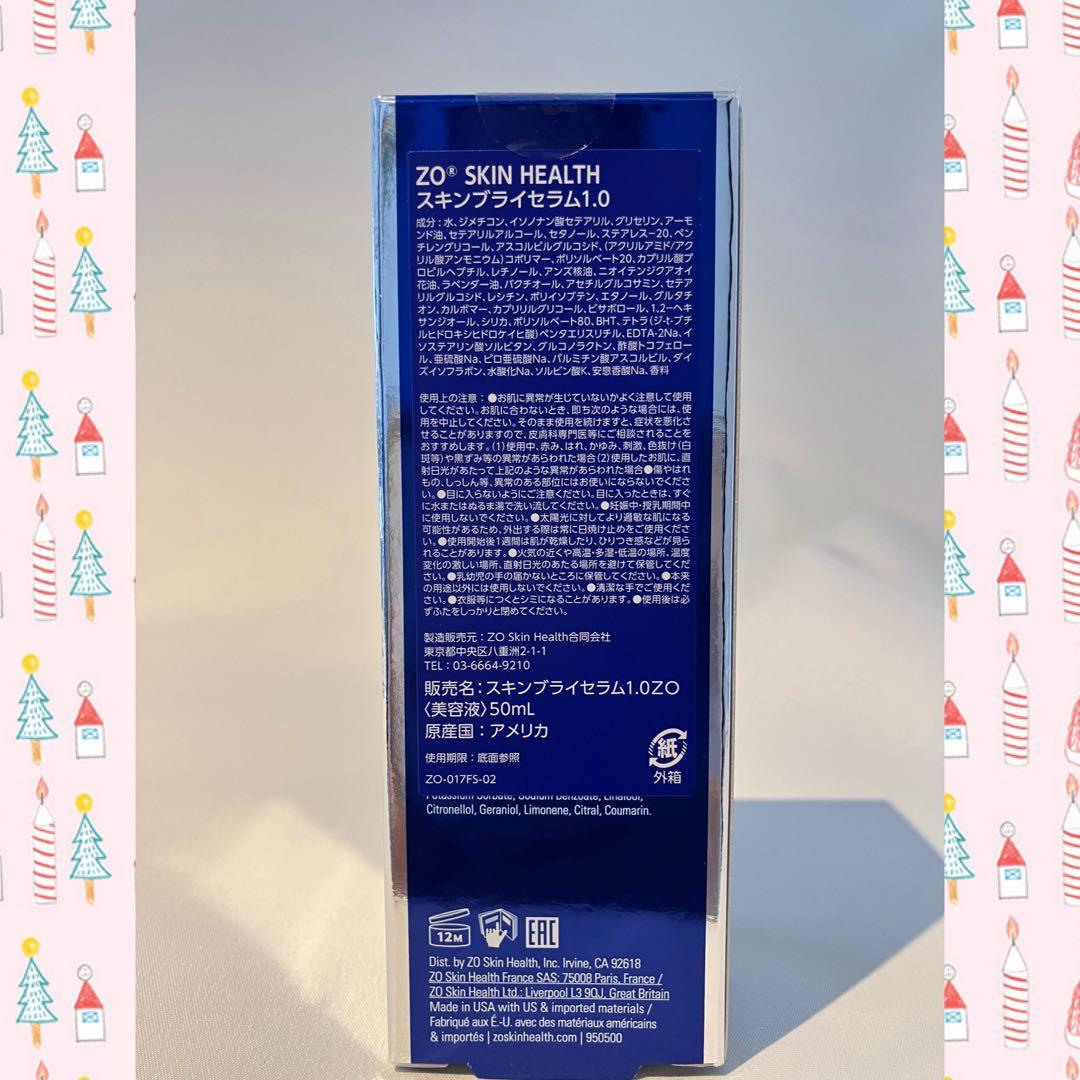 ZO® SKIN HEALTH
スキンブライセラム1.0
成分：水、ジメチコン、イソノナン酸セテアリル、グリセリン、アーモ
ンド油、セテアリルアルコール、セタノール、ステアレス−20、ペン
チレングリコール、アスコルビルグルコシド、(アクリルアミド/アク
リル酸アンモニウム)コポリマー、ポリソルベート20、カプリル酸プ
ロピルヘプチル、レチノール、アンズ核油、ニオイテンジクアオイ
花油、ラベンダー油、バクチオール、アセチルグルコサミン、セテア
リルグルコシド、レシチン、ポリイソブテン、エタノール、グルタチ
オン、カルボマー、カプリリルグリコール、ビサボロール、1,2−ヘキ
サンジオール、シリカ、ポリソルベート80、BHT、テトラ(ジ-t-ブチ
ルヒドロキシヒドロケイヒ酸)ペンタエリスリチル、EDTA-2Na、イ
ソステアリン酸ソルビタン、グルコノラクトン、酢酸トコフェロ
ール、亜硫酸Na、ピロ亜硫酸Na、パルミチン酸アスコルビル、ダイ
ズイソフラボン、水酸化Na、ソルビン酸K、安息香酸Na、香料
使用上の注意：●お肌に異常が生じていないかよく注意して使用
してください。お肌に合わないとき、即ち次のような場合には、使
用を中止してください。そのまま使用を続けますと、症状を悪化さ
せることがありますので、皮膚科専門医等にご相談されることを
おすすめします。(1)使用中、赤み、はれ、かゆみ、刺激、色抜け(白
斑等)や黒ずみ等の異常があらわれた場合(2)使用したお肌に、直
射日光があたって上記のような異常があらわれた場合●傷やはれ
もの、しっしん等、異常のある部位にはお使いにならないでくださ
い。●目に入らないようにご注意ください。目に入ったときは、すぐ
に水またはぬるま湯で洗い流してください。●妊娠中・授乳期間中
に使用しないでください。●太陽光に対してより過敏な肌になる
可能性があるため、外出する際は常に日焼け止めをご使用くださ
い。●使用開始後1週間は肌が乾燥したり、ひりつき感などが見ら
れることがあります。●火気の近くや高温・多湿・低温の場所、温度
変化の激しい場所、直射日光のあたる場所を避けて保管してくださ
い。●乳幼児の手の届かないところに保管してください。●本来
の用途以外には使用しないでください。●清潔な手でご使用くだ
さい。●衣服等につくとシミになることがあります。●使用後は必
ずふたをしっかりと閉めてください。
製造販売元：ZO Skin Health合同会社
東京都中央区八重洲2-1-1
TEL：03-6664-9210
販売名：スキンブライセラム1.0ZO
〈美容液〉50mL
原産国：アメリカ
使用期限：底面参照
紙
ZO-017FS-02
外箱
Potassium Sorbate, Sodium Benzoate, Linalool,
Citronellol, Geraniol, Limonene, Citral, Coumarin.
12M
EAC
Dist. by ZO Skin Health, Inc. Irvine, CA 92618
ZO Skin Health France SAS: 75008 Paris, France /
ZO Skin Health Ltd.: Liverpool L3 9QJ, Great Britain
Made in USA with US & imported materials /
Fabriqué aux É.-U. avec des matériaux américains
& importés | zoskinhealth.com | 950500